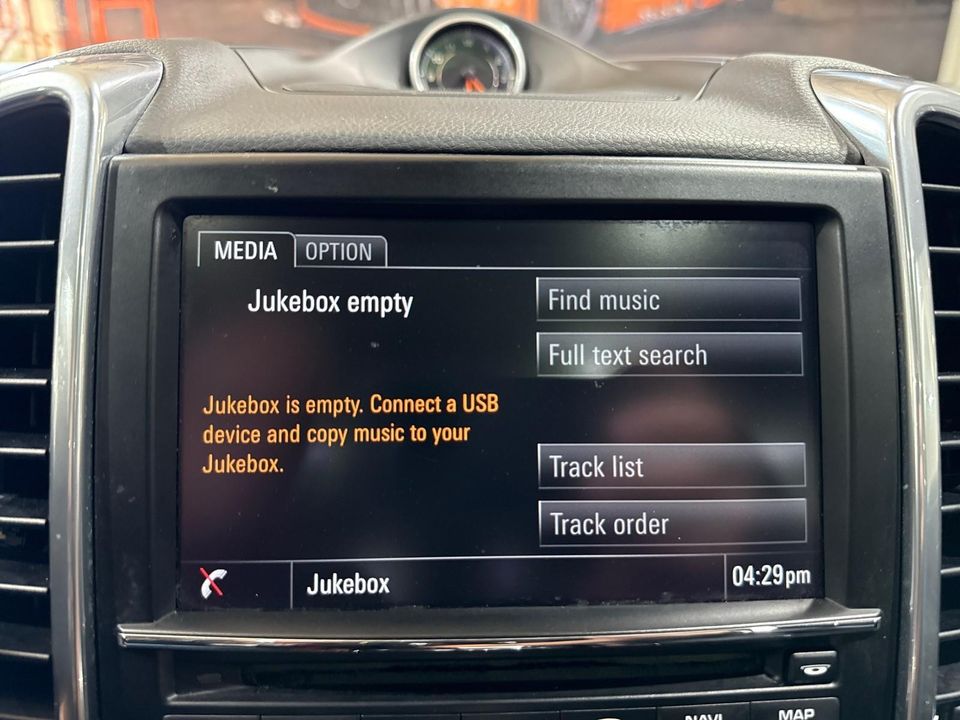 MEDIA OPTION
Jukebox empty
Find music
Full text search
Jukebox is empty. Connect a USB
device and copy music to your
Jukebox.
Track list
Track order
Jukebox
04:29pm
NAVI
MAP